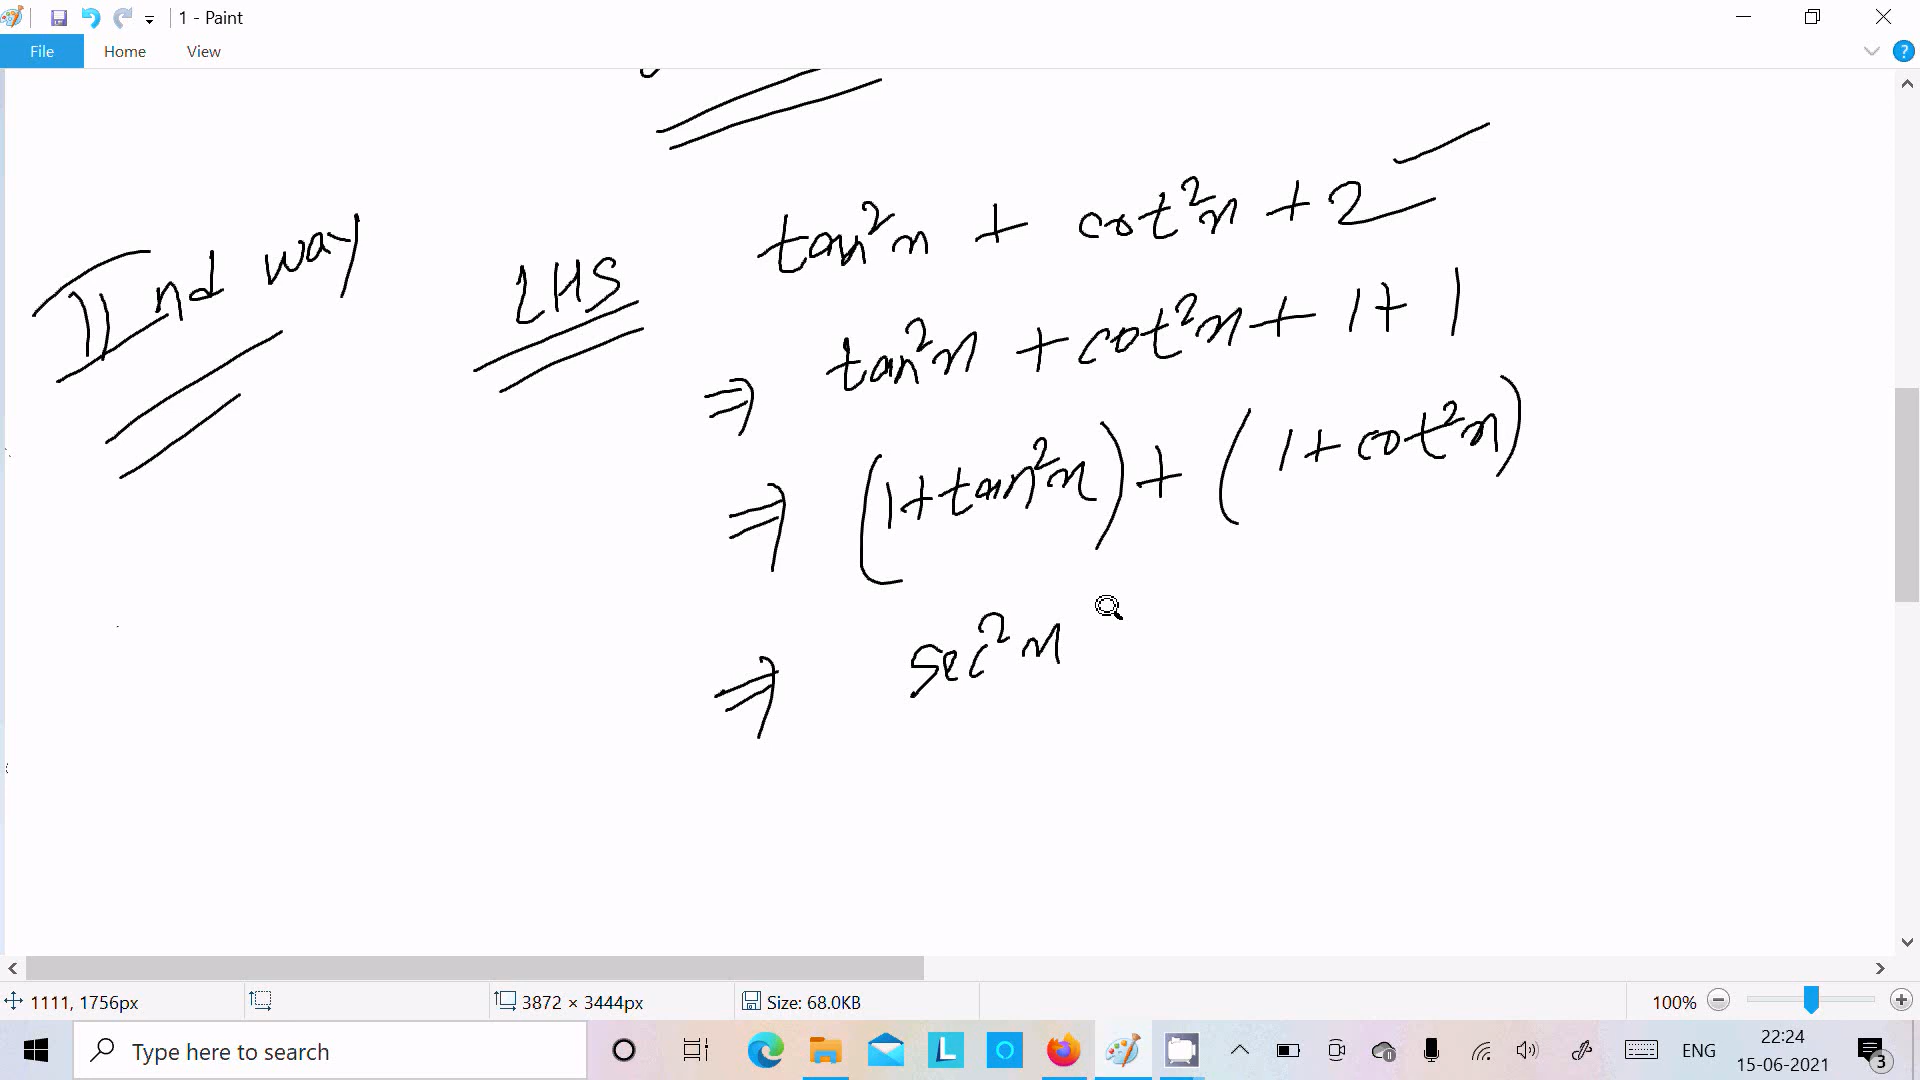 1 - Paint
File Home View
tan²x + cot²x + 2
IInd way LHS
⇒ tan²x + cot²x + 1 + 1
⇒ (1 + tan²x) + (1 + cot²x)
⇒ sec²x
1111, 1756px 3872 × 3444px Size: 68.0KB 100%
Type here to search
ENG
22:24
15-06-2021
3